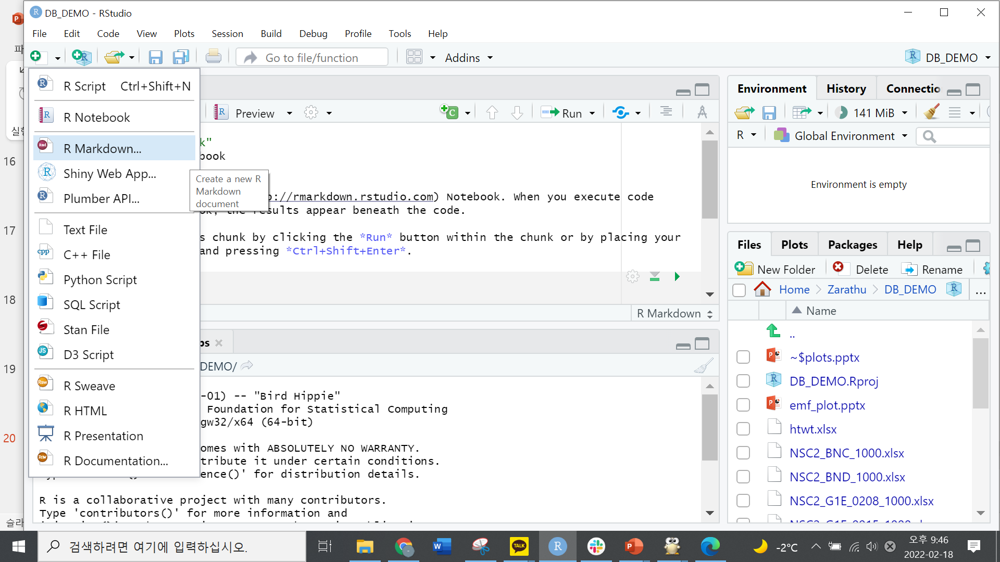 DB_DEMO - RStudio
File Edit Code View Plots Session Build Debug Profile Tools Help
Go to file/function
Addins
DB_DEMO
R Script Ctrl+Shift+N
R Notebook
R Markdown...
Shiny Web App...
Plumber API...
Text File
C++ File
Python Script
SQL Script
Stan File
D3 Script
R Sweave
R HTML
R Presentation
R Documentation...
Create a new R
Markdown
document
Preview
Run
k"
book
p://rmarkdown.rstudio.com) Notebook. When you execute code
the results appear beneath the code.
s chunk by clicking the *Run* button within the chunk or by placing your
and pressing *Ctrl+Shift+Enter*.
R Markdown
DEMO/
-01) -- "Bird Hippie"
Foundation for Statistical Computing
gw32/x64 (64-bit)
omes with ABSOLUTELY NO WARRANTY.
tribute it under certain conditions.
ence()' for distribution details.
R is a collaborative project with many contributors.
Type 'contributors()' for more information and
Environment History Connectio
141 MiB
R Global Environment
Environment is empty
Files Plots Packages Help
New Folder Delete Rename
Home Zarathu DB_DEMO ...
Name
..
~$plots.pptx
DB_DEMO.Rproj
emf_plot.pptx
htwt.xlsx
NSC2_BNC_1000.xlsx
NSC2_BND_1000.xlsx
NSC2_G1E_0208_1000.xlsx
16
17
18
19
20
슬라
검색하려면 여기에 입력하십시오.
TALK
-2°C
오후 9:46
2022-02-18